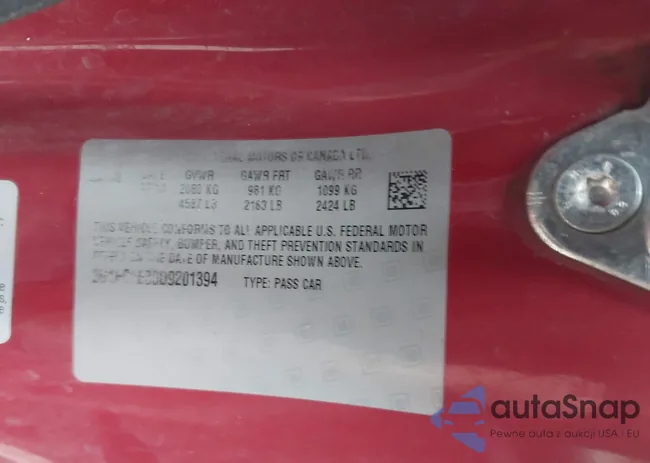 MOTORS OF CANADA LTD.
DATE GVWR GAWR FRT GAWR RR
2080 KG 981 KG 1099 KG
4587 LB 2163 LB 2424 LB
THIS VEHICLE CONFORMS TO ALL APPLICABLE U.S. FEDERAL MOTOR
VEHICLE SAFETY, BUMPER, AND THEFT PREVENTION STANDARDS IN
EFFECT ON THE DATE OF MANUFACTURE SHOWN ABOVE.
TYPE: PASS CAR
autaSnap
Pewne auta z aukcji USA - EU